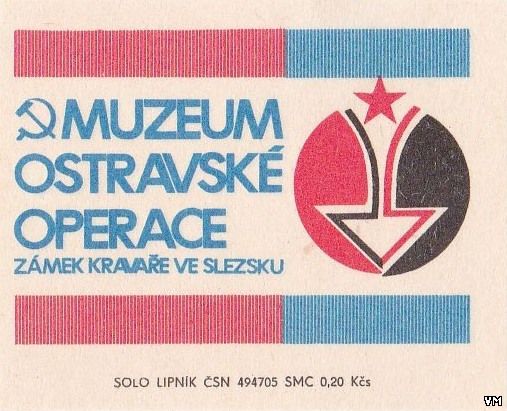 MUZEUM
OSTRAVSKÉ
OPERACE
ZÁMEK KRAVAŘE VE SLEZSKU
SOLO LIPNÍK ČSN 494705 SMC 0,20 Kčs
VM